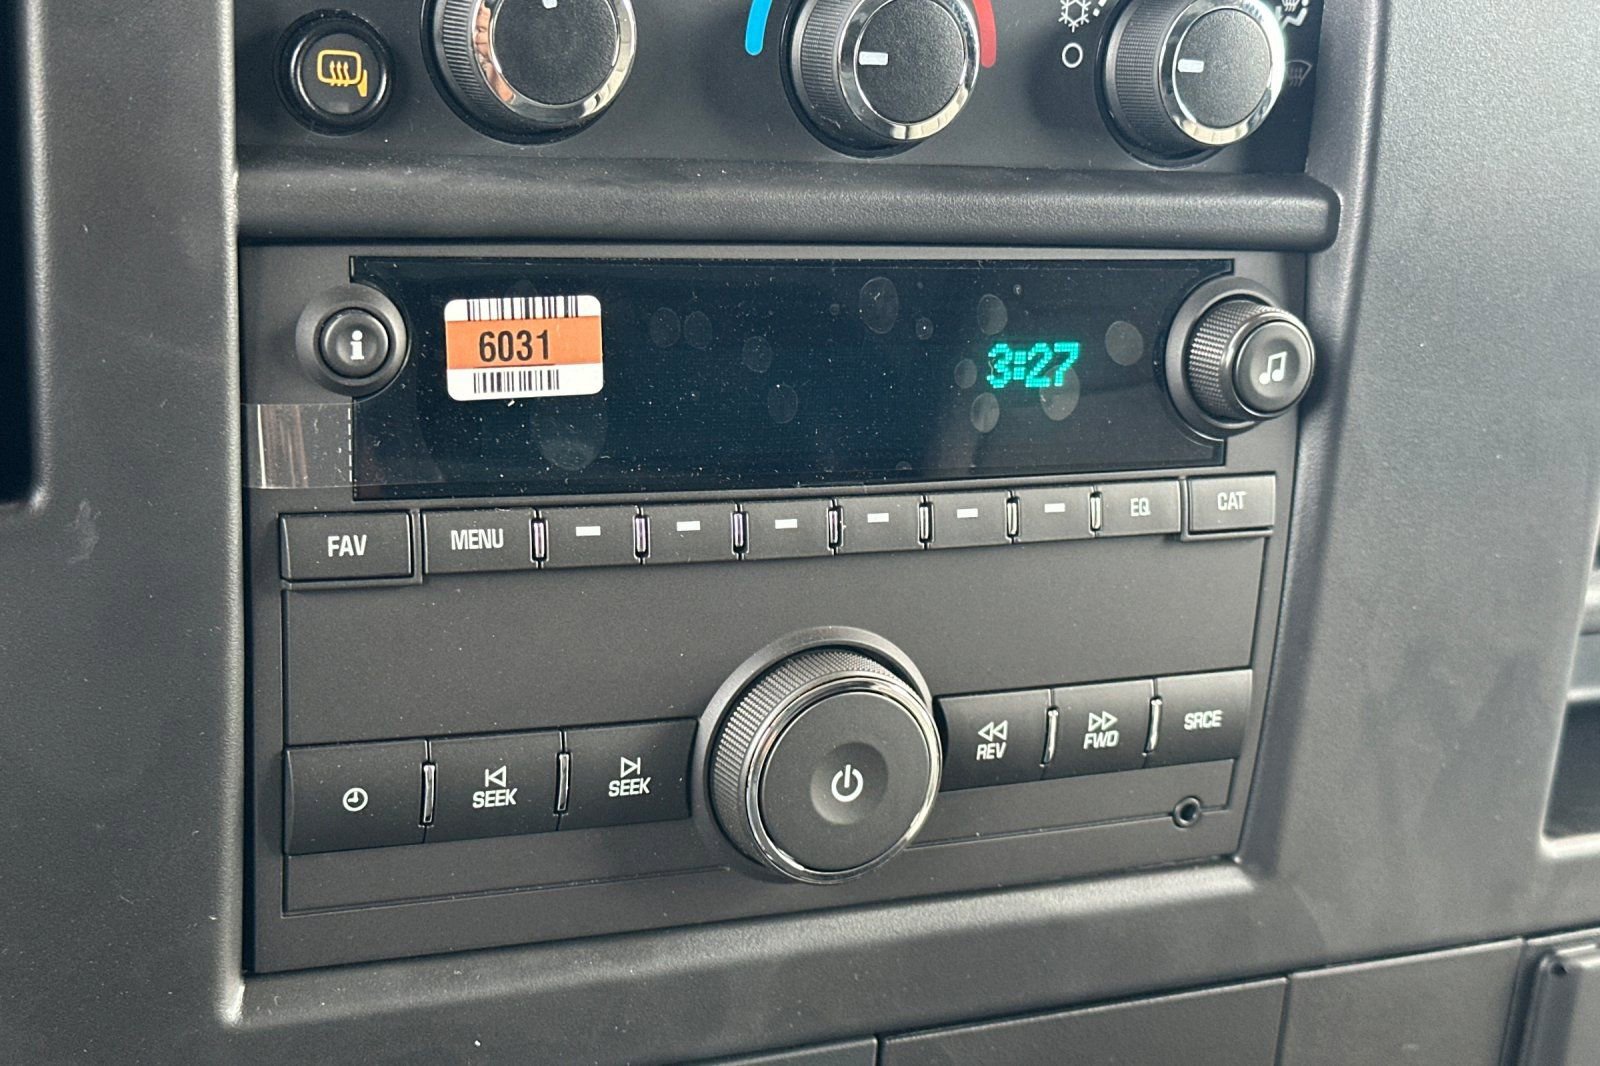 6031
3:27
FAV MENU EQ CAT
REV FWD SRCE
SEEK SEEK